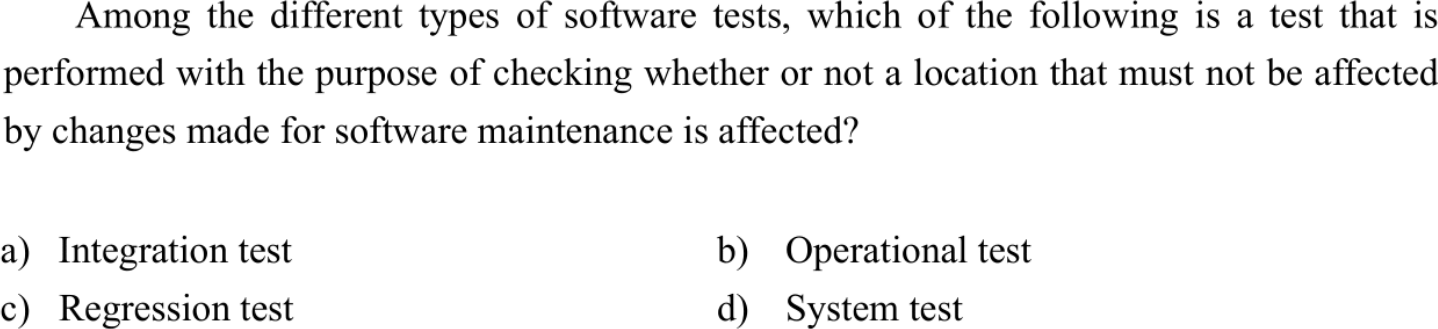 Among the different types of software tests, which of the following is a test that is
performed with the purpose of checking whether or not a location that must not be affected
by changes made for software maintenance is affected?
a) Integration test b) Operational test
c) Regression test d) System test